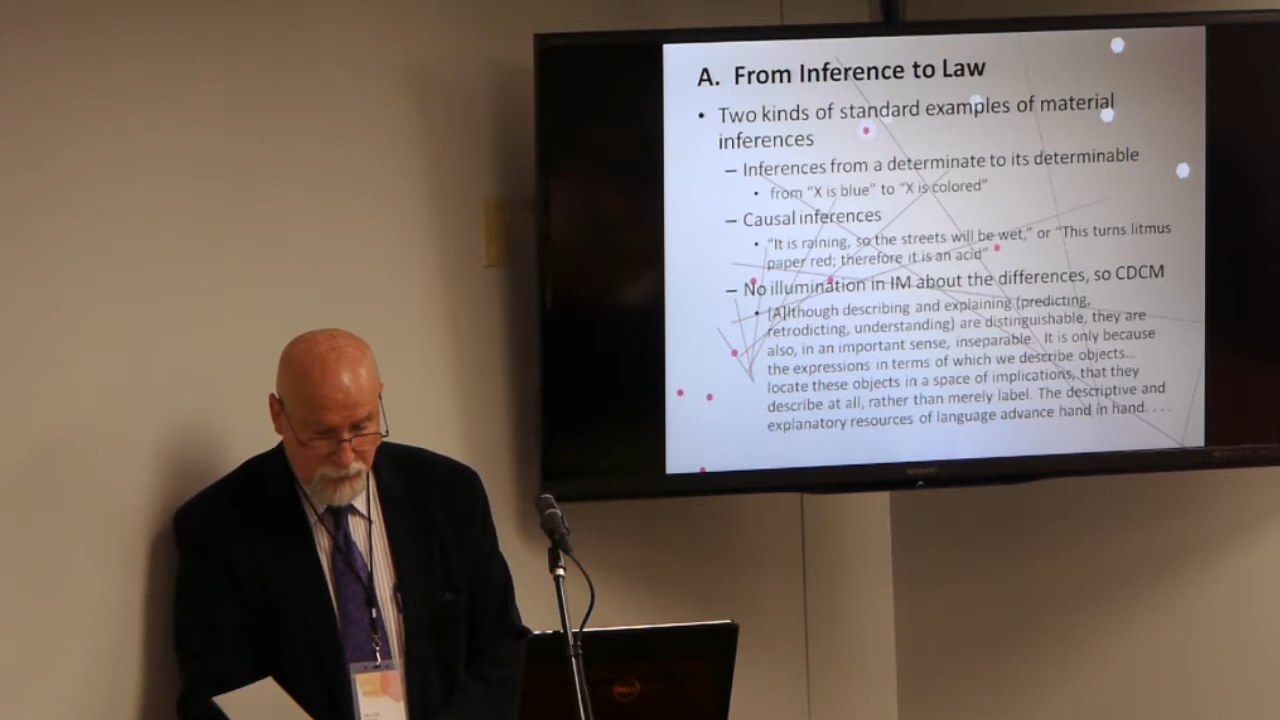 A. From Inference to Law
• Two kinds of standard examples of material
inferences
– Inferences from a determinate to its determinable
• from “X is blue” to “X is colored”
– Causal inferences
• “It is raining, so the streets will be wet,” or “This turns litmus
paper red; therefore it is an acid”
– No illumination in IM about the differences, so CDCM
• [A]lthough describing and explaining (predicting,
retrodicting, understanding) are distinguishable, they are
also, in an important sense, inseparable. It is only because
the expressions in terms of which we describe objects…
locate these objects in a space of implications, that they
describe at all, rather than merely label. The descriptive and
explanatory resources of language advance hand in hand. . . .
DELL